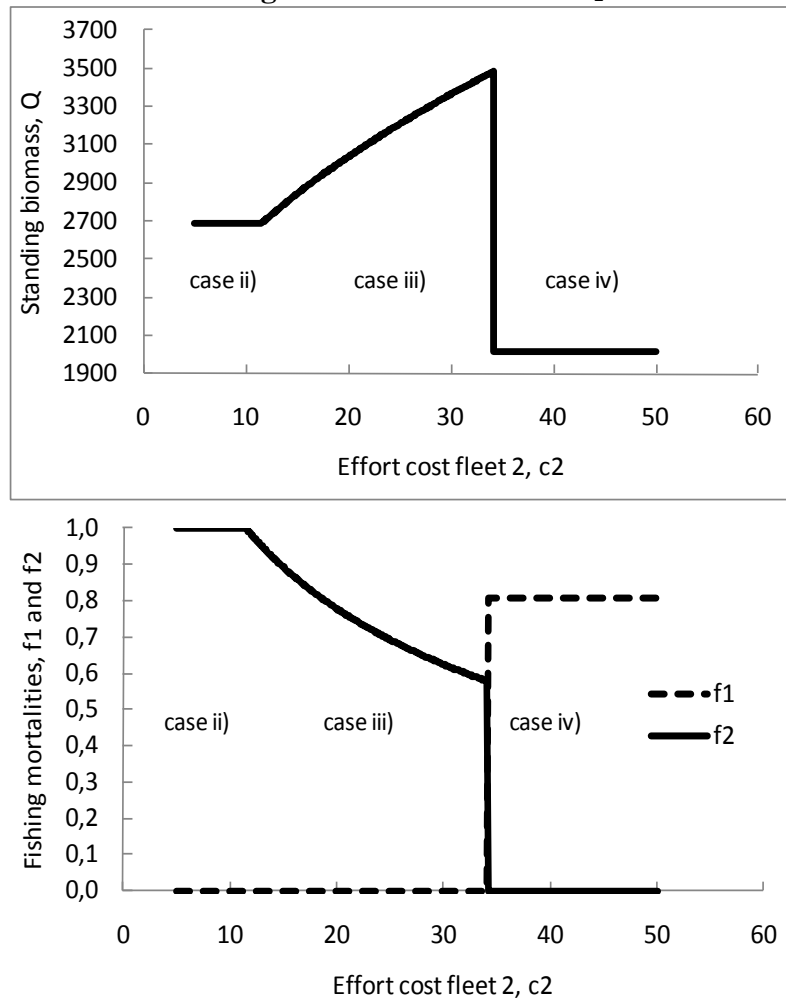 3700
3500
3300
3100
2900
2700
2500
2300
2100
1900
Standing biomass, Q
case ii)
case iii)
case iv)
0 10 20 30 40 50 60
Effort cost fleet 2, c2
1,0
0,9
0,8
0,7
0,6
0,5
0,4
0,3
0,2
0,1
0,0
Fishing mortalities, f1 and f2
case ii)
case iii)
case iv)
f1
f2
0 10 20 30 40 50 60
Effort cost fleet 2, c2